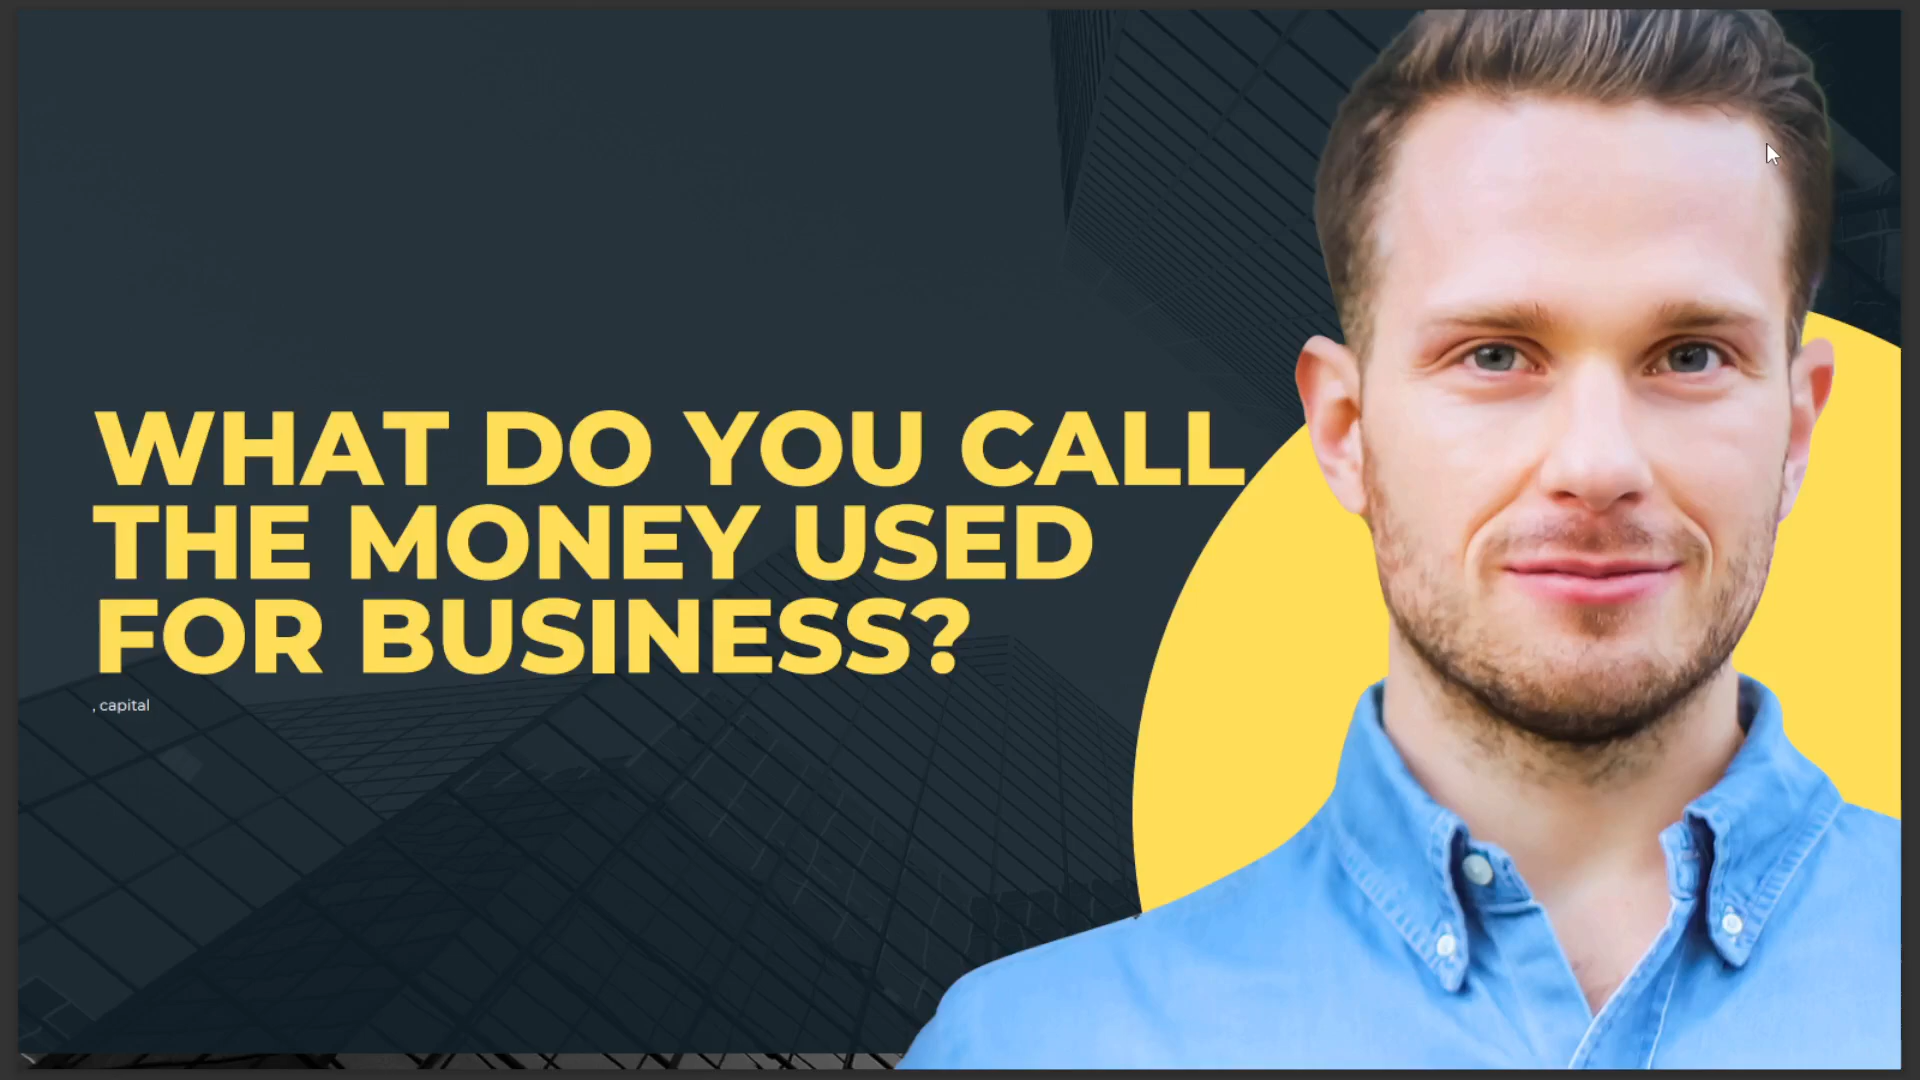 WHAT DO YOU CALL
THE MONEY USED
FOR BUSINESS?
, capital